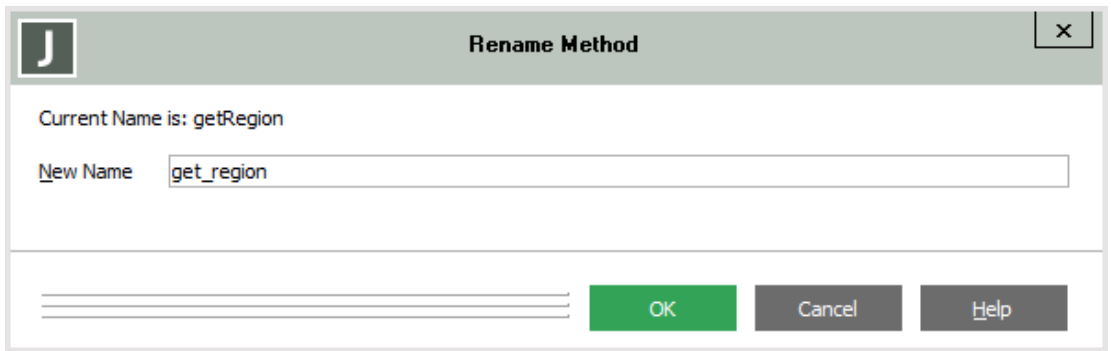 J
Rename Method
x
Current Name is: getRegion
New Name get_region
OK Cancel Help